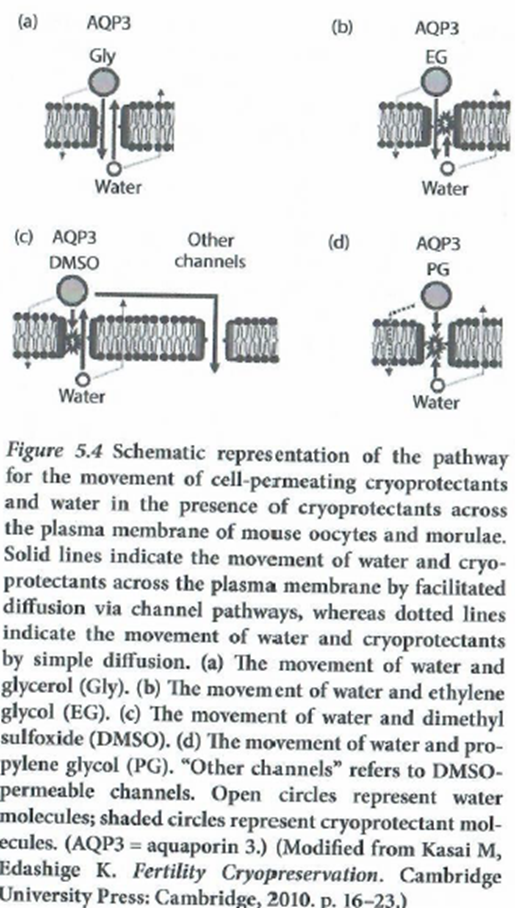 (a) AQP3
Gly
Water
(b) AQP3
EG
Water
(c) AQP3
DMSO
Other
channels
Water
(d) AQP3
PG
Water
Figure 5.4 Schematic representation of the pathway
for the movement of cell-permeating cryoprotectants
and water in the presence of cryoprotectants across
the plasma membrane of mouse oocytes and morulae.
Solid lines indicate the movement of water and cryo-
protectants across the plasma membrane by facilitated
diffusion via channel pathways, whereas dotted lines
indicate the movement of water and cryoprotectants
by simple diffusion. (a) The movement of water and
glycerol (Gly). (b) The movement of water and ethylene
glycol (EG). (c) The movement of water and dimethyl
sulfoxide (DMSO). (d) The movement of water and pro-
pylene glycol (PG). “Other channels” refers to DMSO-
permeable channels. Open circles represent water
molecules; shaded circles represent cryoprotectant mol-
ecules. (AQP3 = aquaporin 3.) (Modified from Kasai M,
Edashige K. Fertility Cryopreservation. Cambridge
University Press: Cambridge, 2010. p. 16–23.)